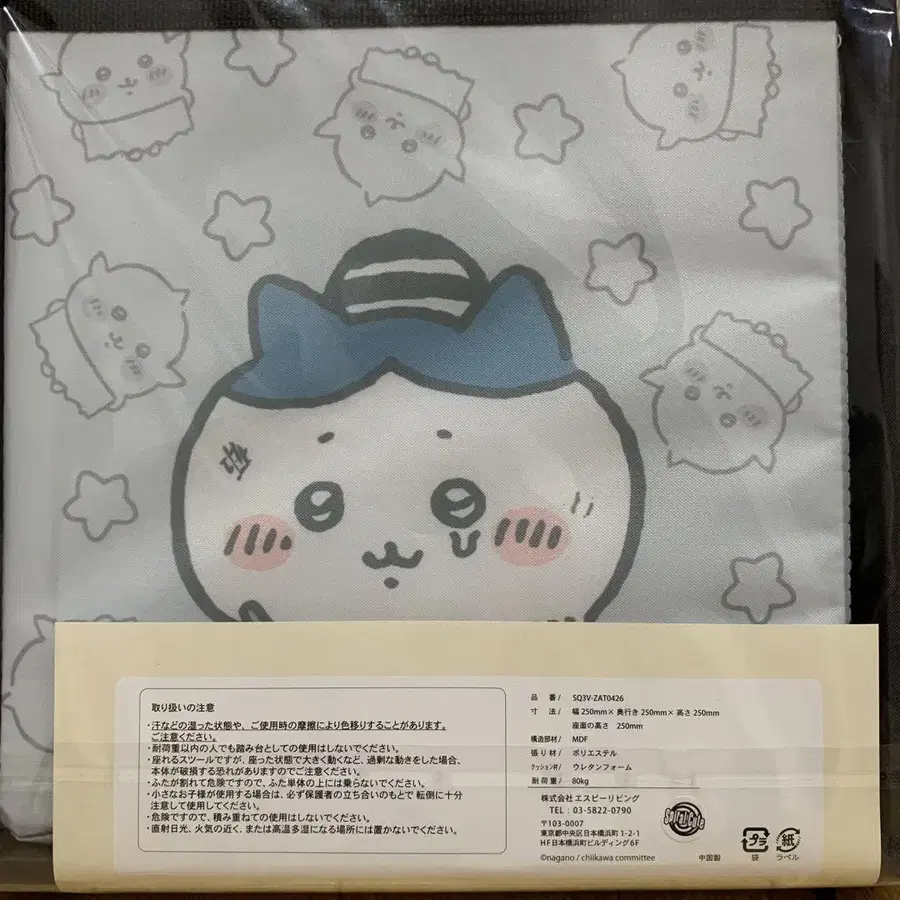 取り扱いの注意
・汗などの湿った状態や、ご使用時の摩擦により色移りすることがあります。
ご注意ください。
・耐荷重以内の人でも踏み台としての使用はしないでください。
・座れるスツールですが、座った状態で大きく動くなど、過剰な動きをした場合、
本体が破損する恐れがありますのでご注意ください。
・ふたが割れて危険ですので、ふた単体の上には乗らないでください。
・小さなお子様が使用する場合は、必ず保護者の立ち合いのもとで 転倒に十分
注意して使用してください。
・危険ですので、積み重ねての使用はしないでください。
・直射日光、火気の近く、または高温多湿になる場所には置かないでください。
品 番/ SQ3V-ZAT0426
寸 法/ 幅 250mm× 奥行き 250mm× 高さ 250mm
座面の高さ 250mm
構造部材/ MDF
張り材/ ポリエステル
クッション材/ ウレタンフォーム
耐荷重/ 80kg
株式会社 エスピーリビング
TEL : 03-5822-0790
〒103-0007
東京都中央区日本橋浜町 1-2-1
HF日本橋浜町ビルディング 6F
©nagano / chiikawa committee
中国製
プラ
袋
紙
ラベル